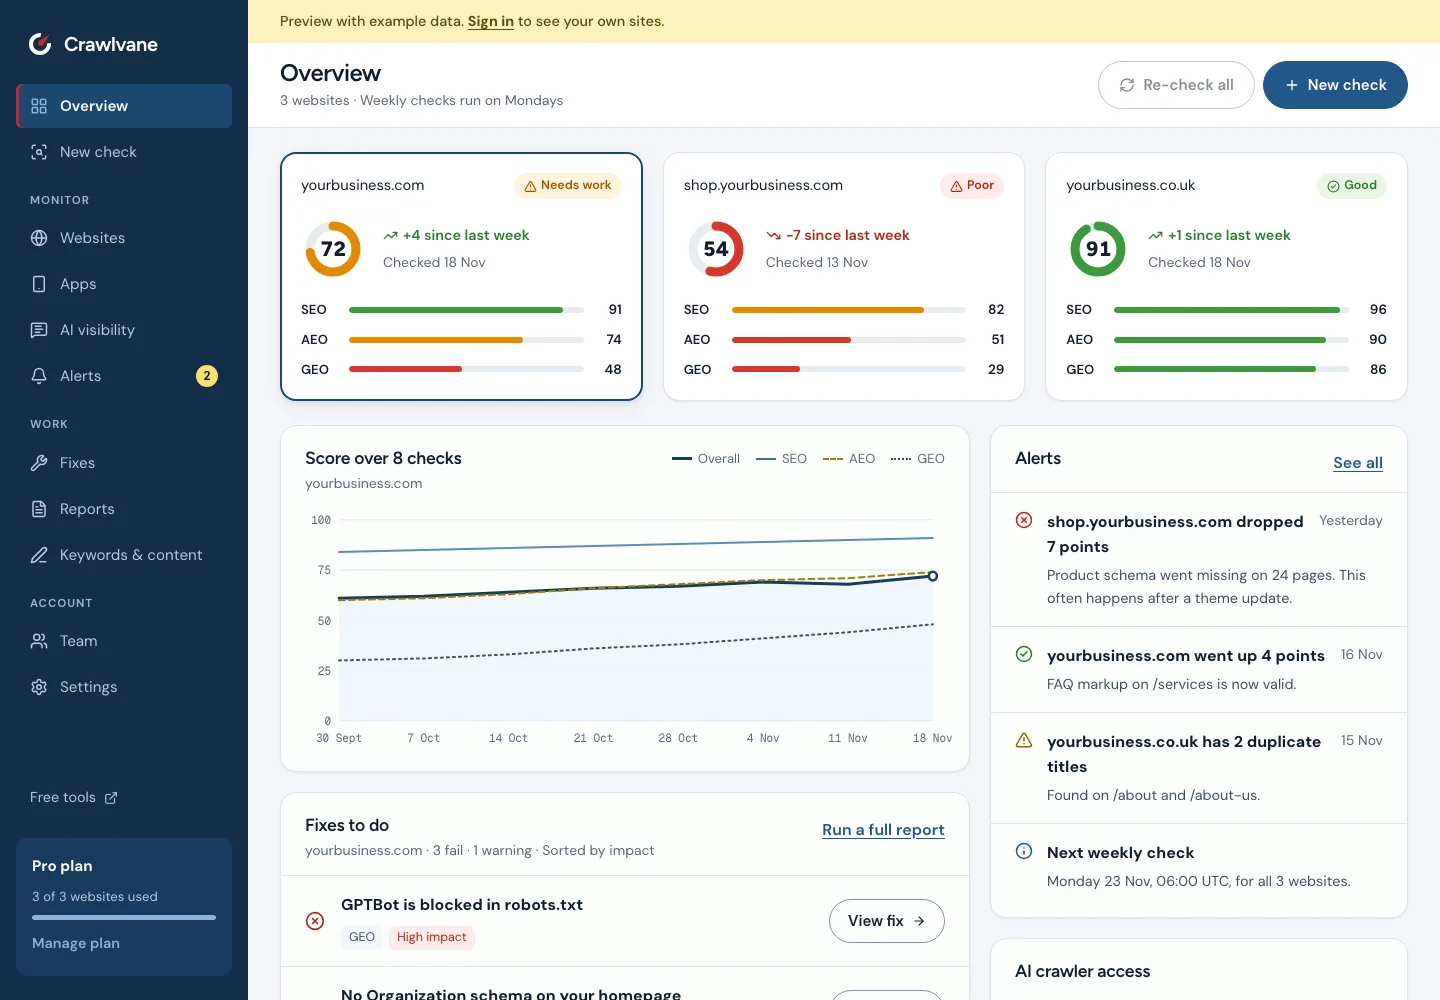 Crawlvane
Overview
New check
MONITOR
Websites
Apps
AI visibility
Alerts 2
WORK
Fixes
Reports
Keywords & content
ACCOUNT
Team
Settings
Free tools
Pro plan
3 of 3 websites used
Manage plan
Preview with example data. Sign in to see your own sites.
Overview
3 websites · Weekly checks run on Mondays
Re-check all
New check
yourbusiness.com Needs work
72
+4 since last week
Checked 18 Nov
SEO 91
AEO 74
GEO 48
shop.yourbusiness.com Poor
54
-7 since last week
Checked 13 Nov
SEO 82
AEO 51
GEO 29
yourbusiness.co.uk Good
91
+1 since last week
Checked 18 Nov
SEO 96
AEO 90
GEO 86
Score over 8 checks
yourbusiness.com
Overall SEO AEO GEO
100
75
50
25
0
30 Sept 7 Oct 14 Oct 21 Oct 28 Oct 4 Nov 11 Nov 18 Nov
Fixes to do
yourbusiness.com · 3 fail · 1 warning · Sorted by impact
Run a full report
GPTBot is blocked in robots.txt
GEO High impact
View fix
No Organization schema on your homepage
Alerts
See all
shop.yourbusiness.com dropped Yesterday
7 points
Product schema went missing on 24 pages. This
often happens after a theme update.
yourbusiness.com went up 4 points 16 Nov
FAQ markup on /services is now valid.
yourbusiness.co.uk has 2 duplicate 15 Nov
titles
Found on /about and /about-us.
Next weekly check
Monday 23 Nov, 06:00 UTC, for all 3 websites.
AI crawler access